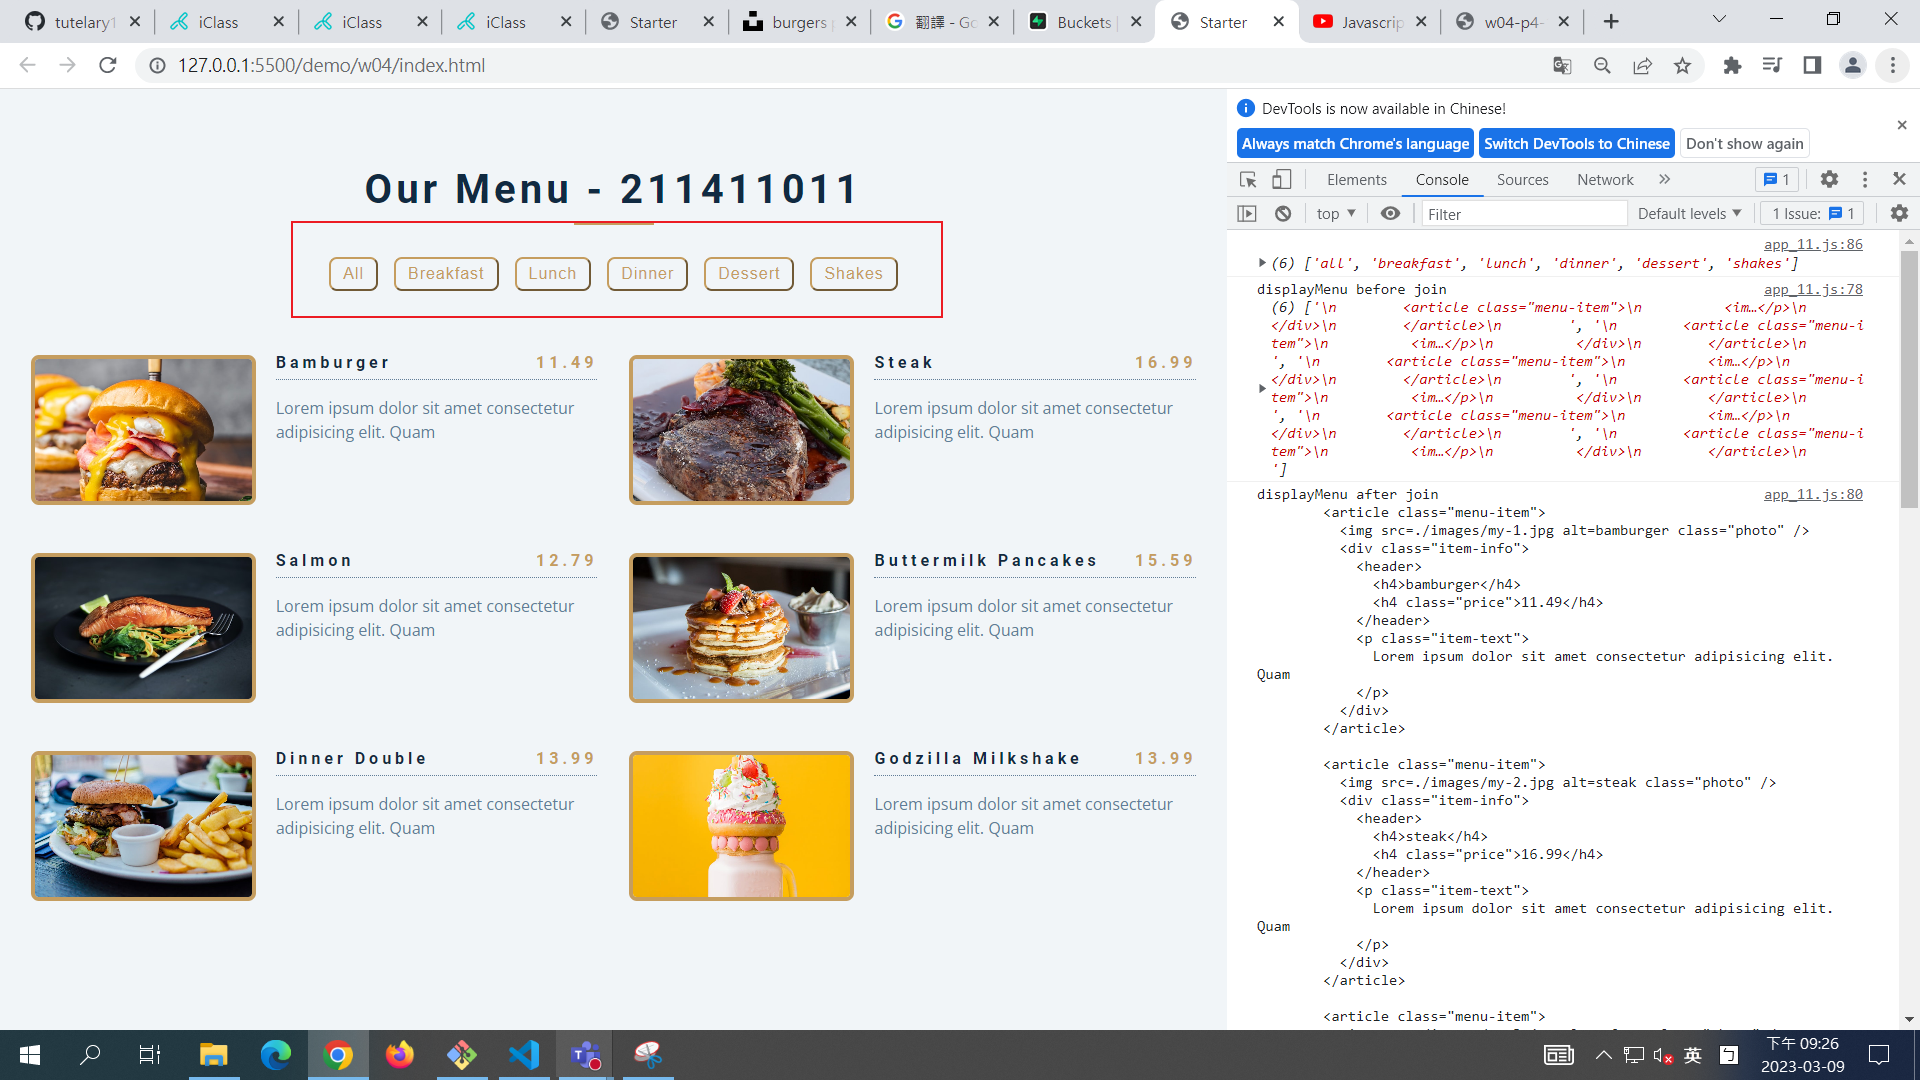 tutelary1
iClass
iClass
iClass
Starter
burgers p
翻譯 - Go
Buckets |
Starter
Javascrip
w04-p4-
127.0.0.1:5500/demo/w04/index.html
Our Menu - 211411011
All
Breakfast
Lunch
Dinner
Dessert
Shakes
Bamburger
11.49
Lorem ipsum dolor sit amet consectetur
adipisicing elit. Quam
Steak
16.99
Lorem ipsum dolor sit amet consectetur
adipisicing elit. Quam
Salmon
12.79
Lorem ipsum dolor sit amet consectetur
adipisicing elit. Quam
Buttermilk Pancakes
15.59
Lorem ipsum dolor sit amet consectetur
adipisicing elit. Quam
Dinner Double
13.99
Lorem ipsum dolor sit amet consectetur
adipisicing elit. Quam
Godzilla Milkshake
13.99
Lorem ipsum dolor sit amet consectetur
adipisicing elit. Quam
DevTools is now available in Chinese!
Always match Chrome's language
Switch DevTools to Chinese
Don't show again
Elements
Console
Sources
Network
1
top
Filter
Default levels
1 Issue: 1
app_11.js:86
(6) ['all', 'breakfast', 'lunch', 'dinner', 'dessert', 'shakes']
displayMenu before join app_11.js:78
(6) ['\n        <article class="menu-item">\n          <im…</p>\n
</div>\n        </article>\n        ', '\n        <article class="menu-i
tem">\n          <im…</p>\n          </div>\n        </article>\n
', '\n        <article class="menu-item">\n          <im…</p>\n
</div>\n        </article>\n        ', '\n        <article class="menu-i
tem">\n          <im…</p>\n          </div>\n        </article>\n
', '\n        <article class="menu-item">\n          <im…</p>\n
</div>\n        </article>\n        ', '\n        <article class="menu-i
tem">\n          <im…</p>\n          </div>\n        </article>\n
']
displayMenu after join app_11.js:80
<article class="menu-item">
<img src=./images/my-1.jpg alt=bamburger class="photo" />
<div class="item-info">
<header>
<h4>bamburger</h4>
<h4 class="price">11.49</h4>
</header>
<p class="item-text">
Lorem ipsum dolor sit amet consectetur adipisicing elit.
Quam
</p>
</div>
</article>
<article class="menu-item">
<img src=./images/my-2.jpg alt=steak class="photo" />
<div class="item-info">
<header>
<h4>steak</h4>
<h4 class="price">16.99</h4>
</header>
<p class="item-text">
Lorem ipsum dolor sit amet consectetur adipisicing elit.
Quam
</p>
</div>
</article>
<article class="menu-item">
英
下午 09:26
2023-03-09